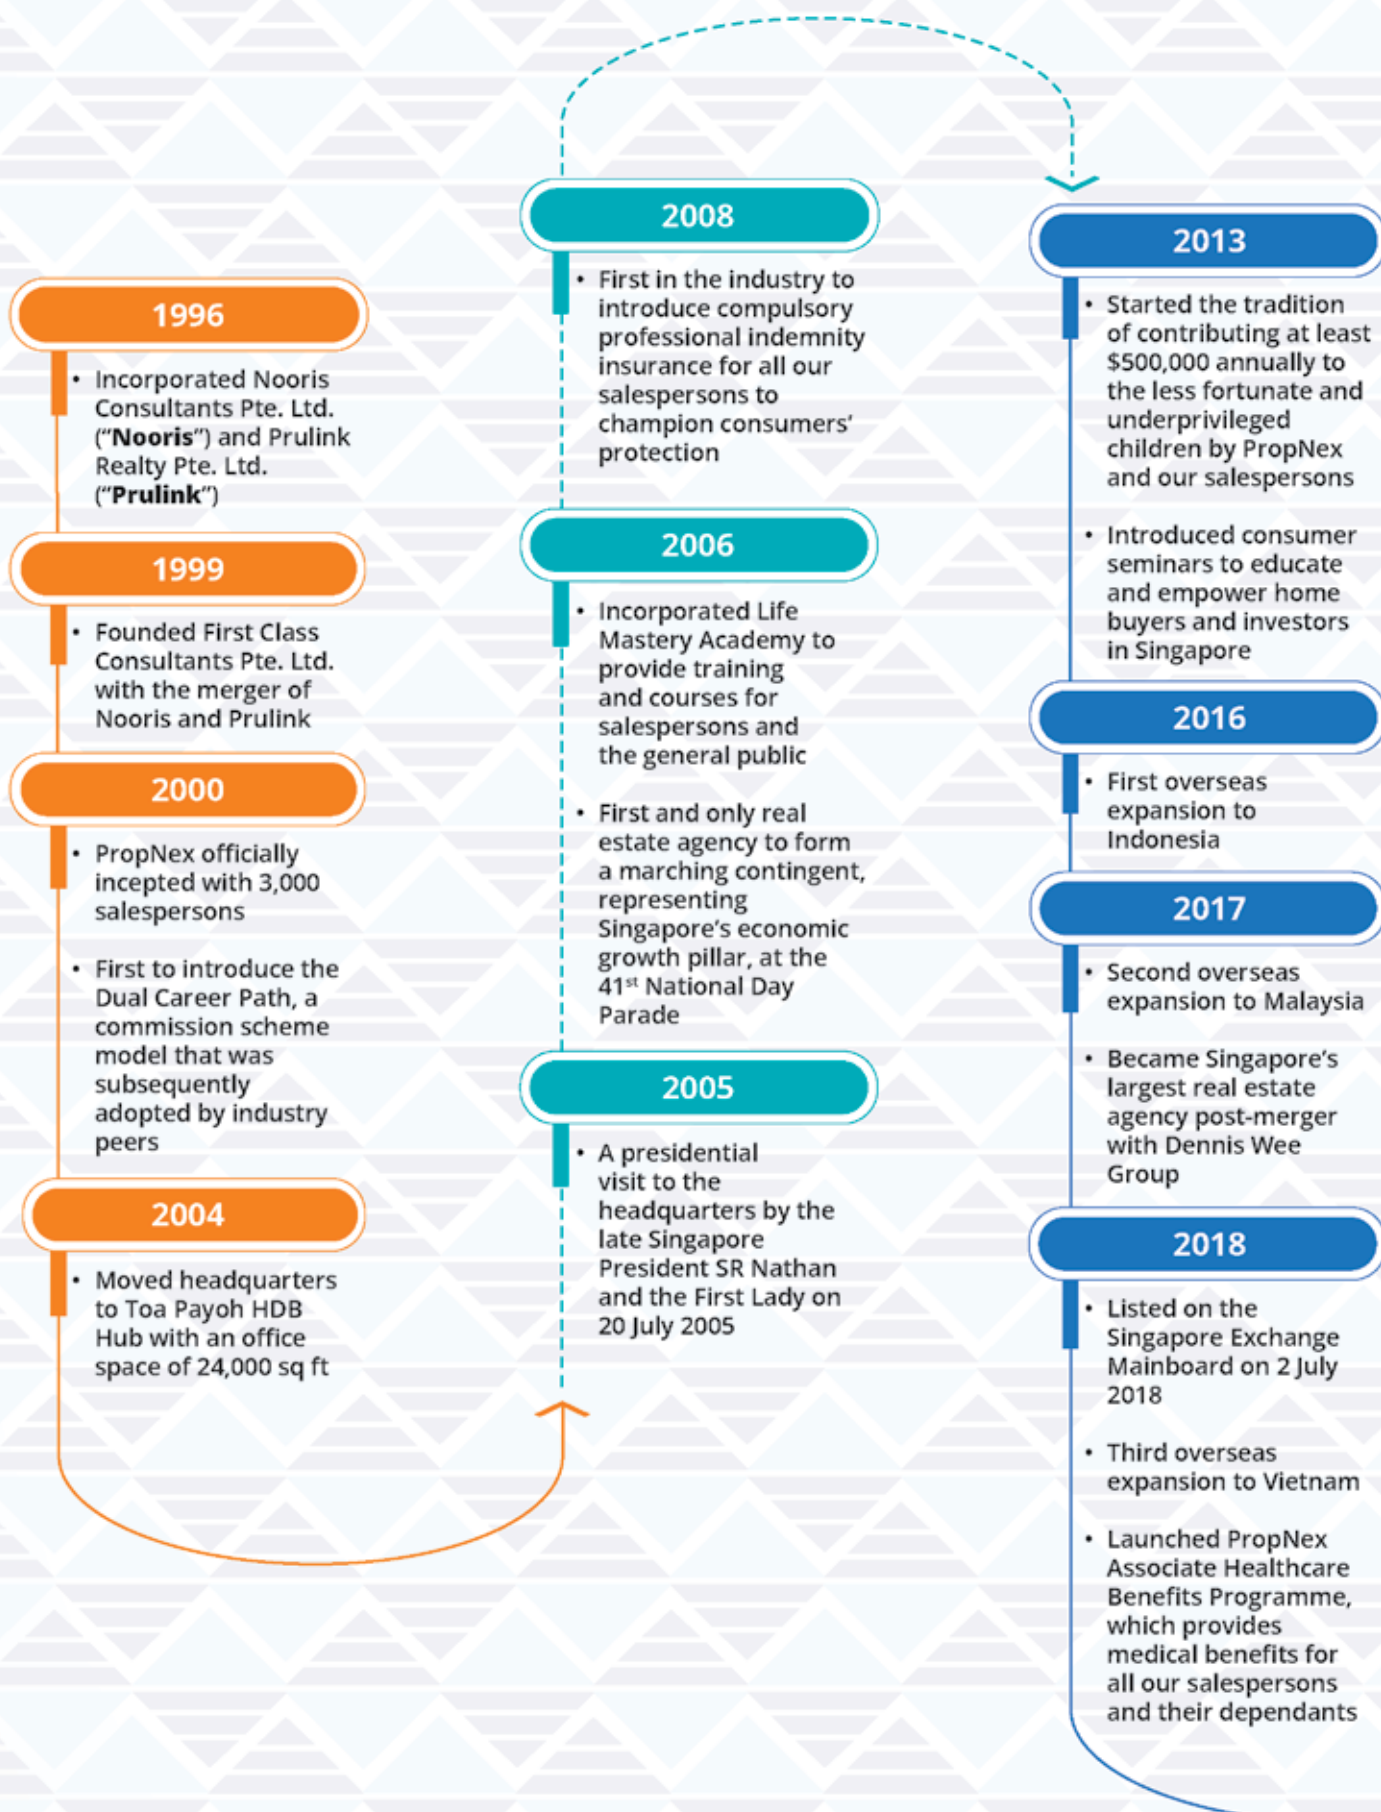 1996
• Incorporated Nooris
Consultants Pte. Ltd.
(“Nooris”) and Prulink
Realty Pte. Ltd.
(“Prulink”)
1999
• Founded First Class
Consultants Pte. Ltd.
with the merger of
Nooris and Prulink
2000
• PropNex officially
incepted with 3,000
salespersons
• First to introduce the
Dual Career Path, a
commission scheme
model that was
subsequently
adopted by industry
peers
2004
• Moved headquarters
to Toa Payoh HDB
Hub with an office
space of 24,000 sq ft
2005
• A presidential
visit to the
headquarters by the
late Singapore
President SR Nathan
and the First Lady on
20 July 2005
2006
• Incorporated Life
Mastery Academy to
provide training
and courses for
salespersons and
the general public
• First and only real
estate agency to form
a marching contingent,
representing
Singapore’s economic
growth pillar, at the
41st National Day
Parade
2008
• First in the industry to
introduce compulsory
professional indemnity
insurance for all our
salespersons to
champion consumers’
protection
2013
• Started the tradition
of contributing at least
$500,000 annually to
the less fortunate and
underprivileged
children by PropNex
and our salespersons
• Introduced consumer
seminars to educate
and empower home
buyers and investors
in Singapore
2016
• First overseas
expansion to
Indonesia
2017
• Second overseas
expansion to Malaysia
• Became Singapore’s
largest real estate
agency post-merger
with Dennis Wee
Group
2018
• Listed on the
Singapore Exchange
Mainboard on 2 July
2018
• Third overseas
expansion to Vietnam
• Launched PropNex
Associate Healthcare
Benefits Programme,
which provides
medical benefits for
all our salespersons
and their dependants